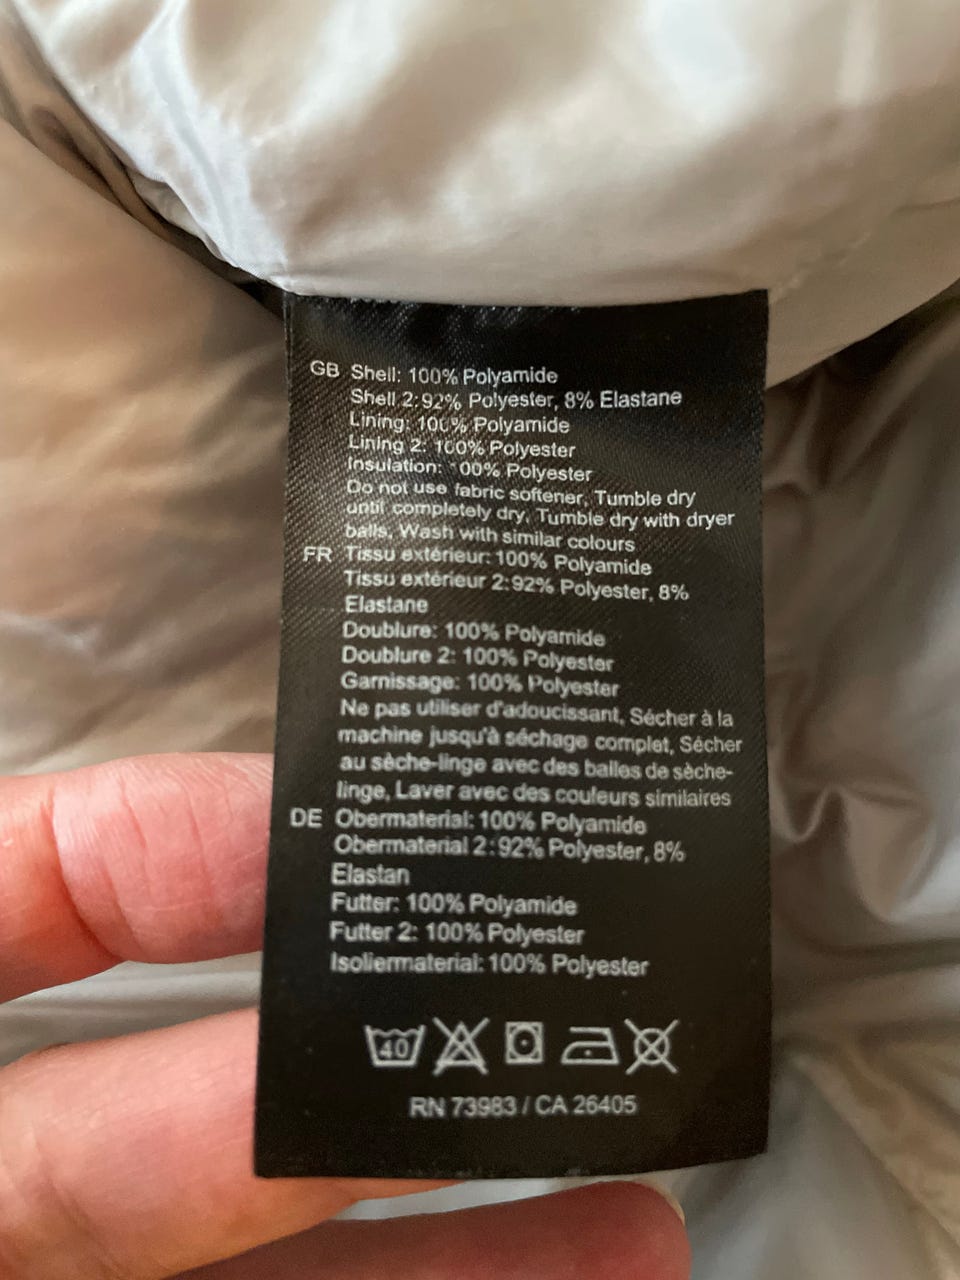 GB Shell: 100% Polyamide
Shell 2:92% Polyester, 8% Elastane
Lining: 100% Polyamide
Lining 2: 100% Polyester
Insulation: 100% Polyester
Do not use fabric softener, Tumble dry
until completely dry, Tumble dry with dryer
balls, Wash with similar colours
FR Tissu extérieur: 100% Polyamide
Tissu extérieur 2:92% Polyester, 8%
Elastane
Doublure: 100% Polyamide
Doublure 2: 100% Polyester
Garnissage: 100% Polyester
Ne pas utiliser d'adoucissant, Sécher à la
machine jusqu'à séchage complet, Sécher
au sèche-linge avec des balles de sèche-
linge, Laver avec des couleurs similaires
DE Obermaterial: 100% Polyamide
Obermaterial 2:92% Polyester, 8%
Elastan
Futter: 100% Polyamide
Futter 2: 100% Polyester
Isoliermaterial: 100% Polyester
40
RN 73983 / CA 26405